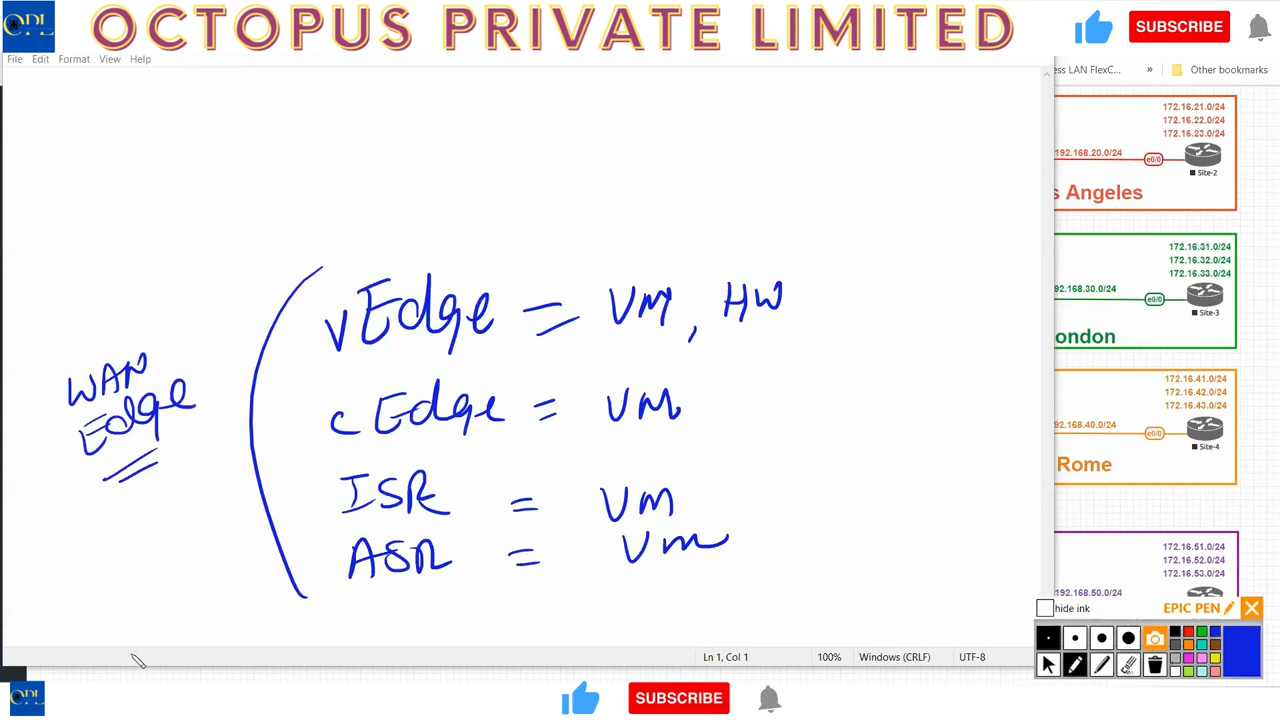 OPL
OCTOPUS PRIVATE LIMITED
SUBSCRIBE
File Edit Format View Help
ess LAN FlexC...
»
Other bookmarks
172.16.21.0/24
172.16.22.0/24
172.16.23.0/24
192.168.20.0/24
e0/0
Site-2
s Angeles
172.16.31.0/24
172.16.32.0/24
172.16.33.0/24
92.168.30.0/24
e0/0
Site-3
ondon
172.16.41.0/24
172.16.42.0/24
172.16.43.0/24
92.168.40.0/24
e0/0
Site-4
Rome
172.16.51.0/24
172.16.52.0/24
172.16.53.0/24
92.168.50.0/24
WAN
Edge
vEdge = VM, HW
cEdge = VM
ISR = VM
ASR = Vm
hide ink
EPIC PEN
Ln 1, Col 1
100%
Windows (CRLF)
UTF-8
OPL
SUBSCRIBE